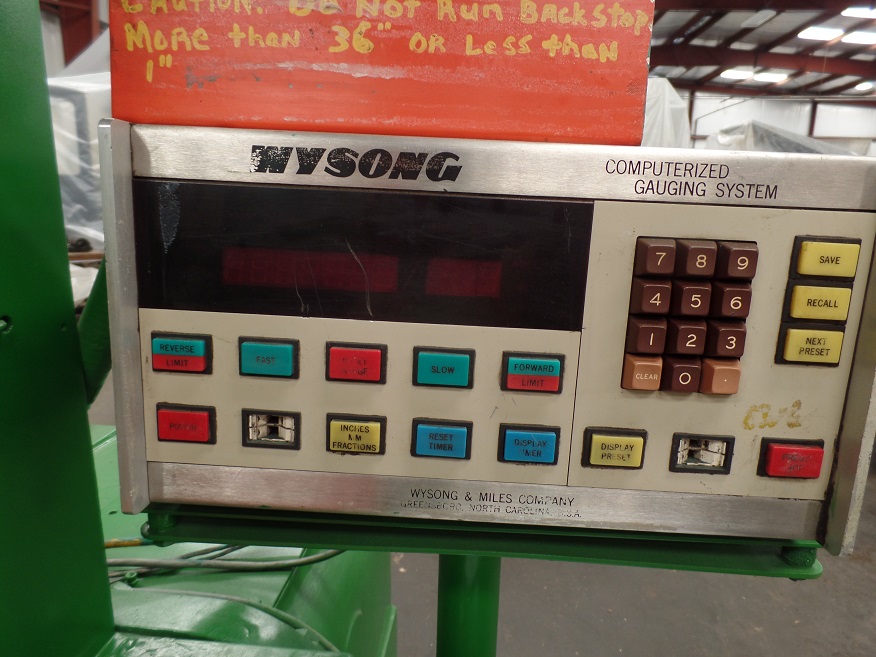 CAUTION: DO NOT RUN BACKSTOP
MORE than 36" OR Less than
1"
WYSONG
COMPUTERIZED
GAUGING SYSTEM
7 8 9
4 5 6
1 2 3
CLEAR 0 .
SAVE
RECALL
NEXT
PRESET
REVERSE
LIMIT
FAST
SLOW
FORWARD
LIMIT
INCHES
MM
FRACTIONS
RESET
TIMER
DISPLAY
TIMER
DISPLAY
PRESET
WYSONG & MILES COMPANY
GREENSBORO, NORTH CAROLINA, U.S.A.